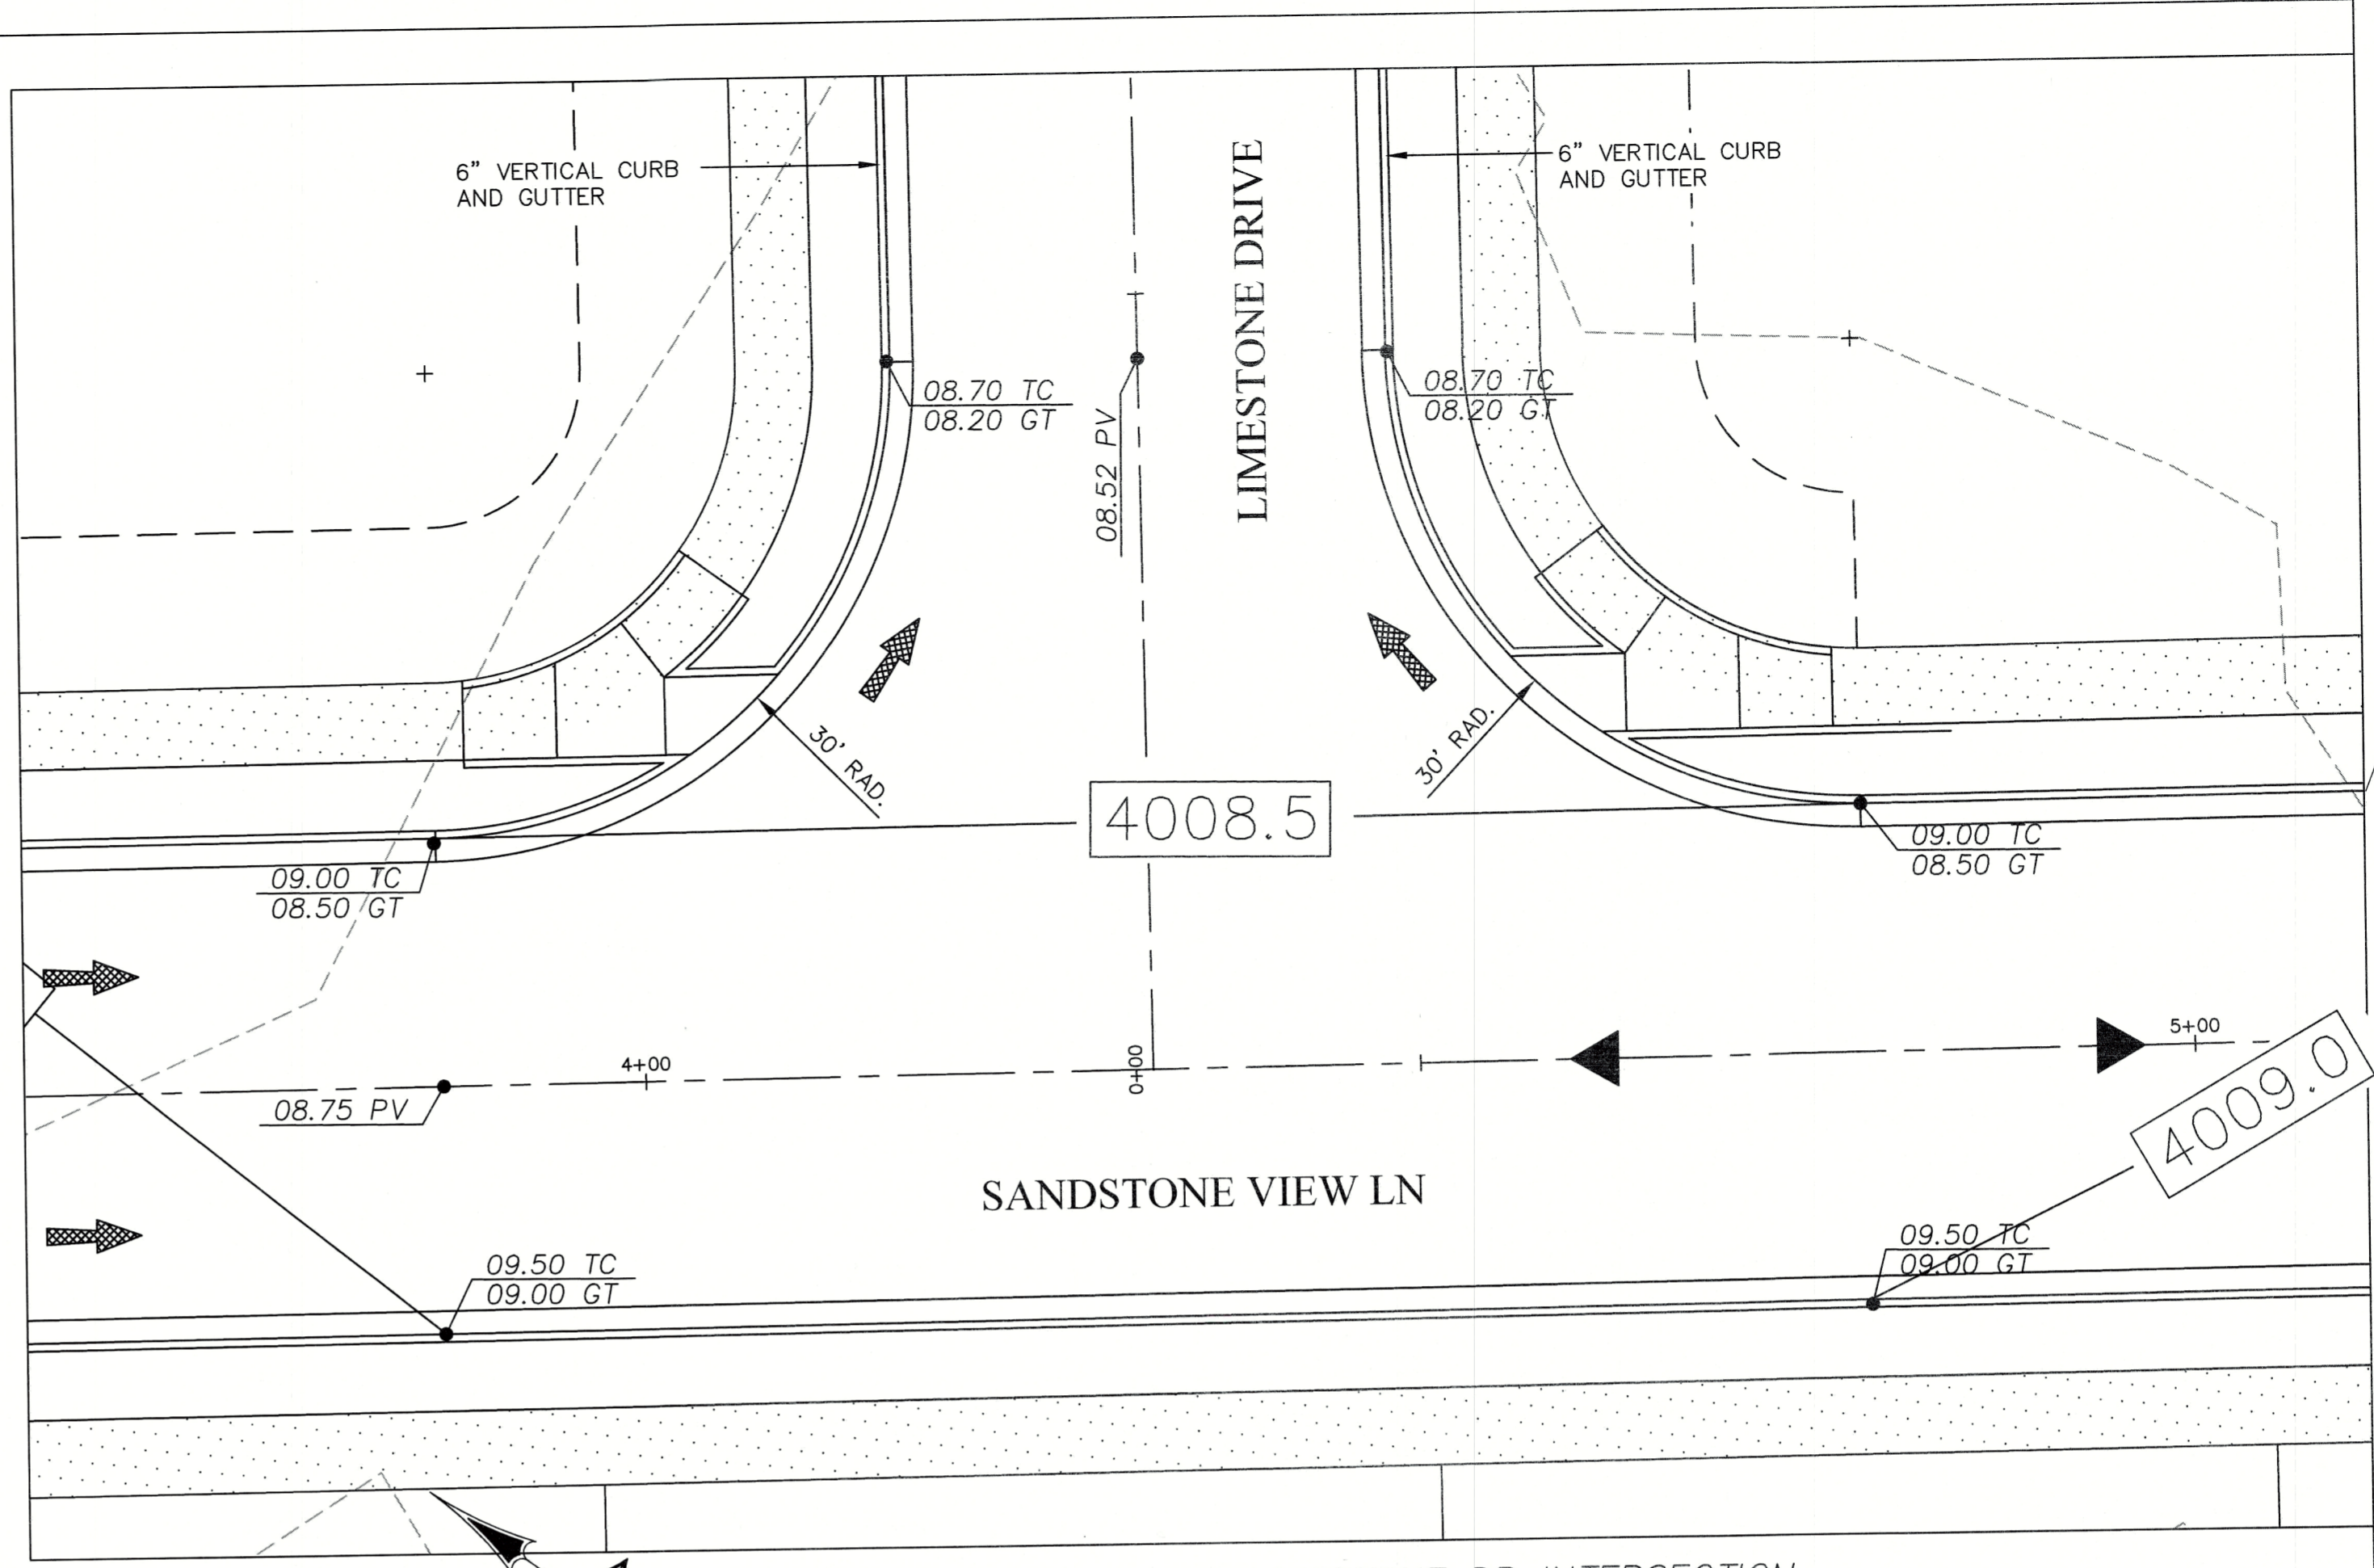 6" VERTICAL CURB
AND GUTTER
6" VERTICAL CURB
AND GUTTER
LIMESTONE DRIVE
08.70 TC
08.20 GT
08.52 PV
08.70 TC
08.20 GT
30' RAD.
30' RAD.
4008.5
09.00 TC
08.50 GT
09.00 TC
08.50 GT
4+00
0+00
5+00
08.75 PV
4009.0
SANDSTONE VIEW LN
09.50 TC
09.00 GT
09.50 TC
09.00 GT
INTERSECTION